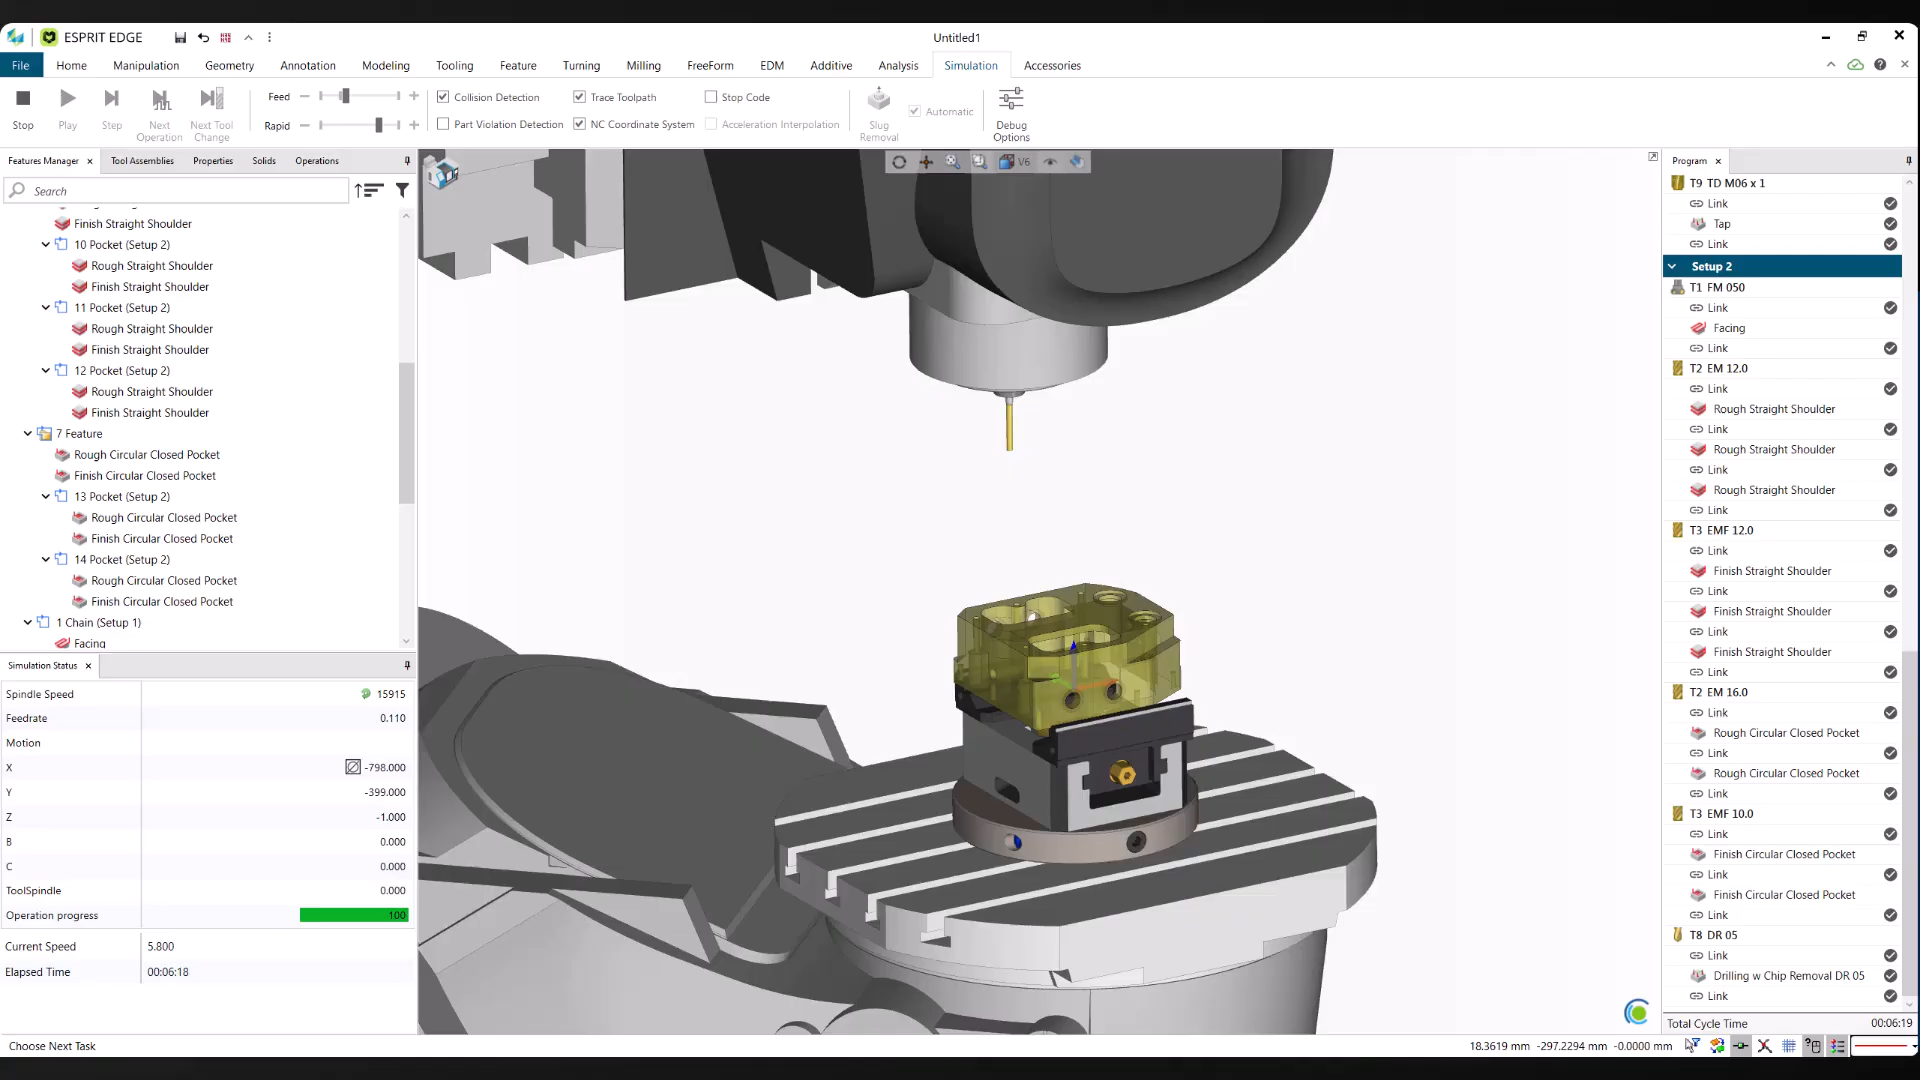 ESPRIT EDGE
Untitled1
File Home Manipulation Geometry Annotation Modeling Tooling Feature Turning Milling FreeForm EDM Additive Analysis Simulation Accessories
Stop Play Step Next Operation Next Tool Change
Feed
Rapid
Collision Detection Trace Toolpath Stop Code
Part Violation Detection NC Coordinate System Acceleration Interpolation
Slug Removal
Automatic
Debug Options
Features Manager Tool Assemblies Properties Solids Operations
Search
Finish Straight Shoulder
10 Pocket (Setup 2)
Rough Straight Shoulder
Finish Straight Shoulder
11 Pocket (Setup 2)
Rough Straight Shoulder
Finish Straight Shoulder
12 Pocket (Setup 2)
Rough Straight Shoulder
Finish Straight Shoulder
7 Feature
Rough Circular Closed Pocket
Finish Circular Closed Pocket
13 Pocket (Setup 2)
Rough Circular Closed Pocket
Finish Circular Closed Pocket
14 Pocket (Setup 2)
Rough Circular Closed Pocket
Finish Circular Closed Pocket
1 Chain (Setup 1)
Facing
Simulation Status
Spindle Speed 15915
Feedrate 0.110
Motion
X -798.000
Y -399.000
Z -1.000
B 0.000
C 0.000
ToolSpindle 0.000
Operation progress 100
Current Speed 5.800
Elapsed Time 00:06:18
V6
Program
T9 TD M06 x 1
Link
Tap
Link
Setup 2
T1 FM 050
Link
Facing
Link
T2 EM 12.0
Link
Rough Straight Shoulder
Link
Rough Straight Shoulder
Link
Rough Straight Shoulder
Link
T3 EMF 12.0
Link
Finish Straight Shoulder
Link
Finish Straight Shoulder
Link
Finish Straight Shoulder
Link
T2 EM 16.0
Link
Rough Circular Closed Pocket
Link
Rough Circular Closed Pocket
Link
T3 EMF 10.0
Link
Finish Circular Closed Pocket
Link
Finish Circular Closed Pocket
Link
T8 DR 05
Link
Drilling w Chip Removal DR 05
Link
Total Cycle Time 00:06:19
Choose Next Task
18.3619 mm -297.2294 mm -0.0000 mm